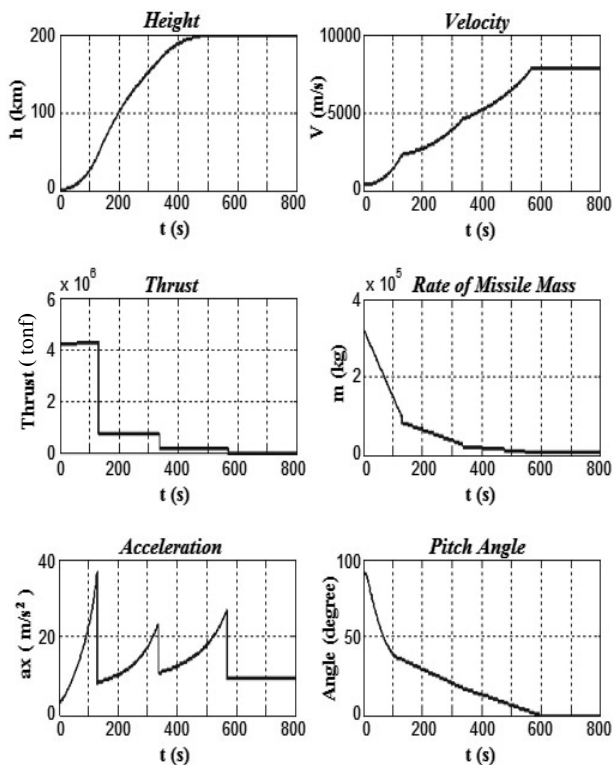 Height
200
100
0
h (km)
0 200 400 600 800
t (s)
Velocity
10000
5000
0
V (m/s)
0 200 400 600 800
t (s)
x 10⁶
Thrust
6
4
2
0
Thrust ( tonf)
0 200 400 600 800
t (s)
x 10⁵
Rate of Missile Mass
4
2
0
m (kg)
0 200 400 600 800
t (s)
Acceleration
40
20
0
ax ( m/s²)
0 200 400 600 800
t (s)
Pitch Angle
100
50
0
Angle (degree)
0 200 400 600 800
t (s)